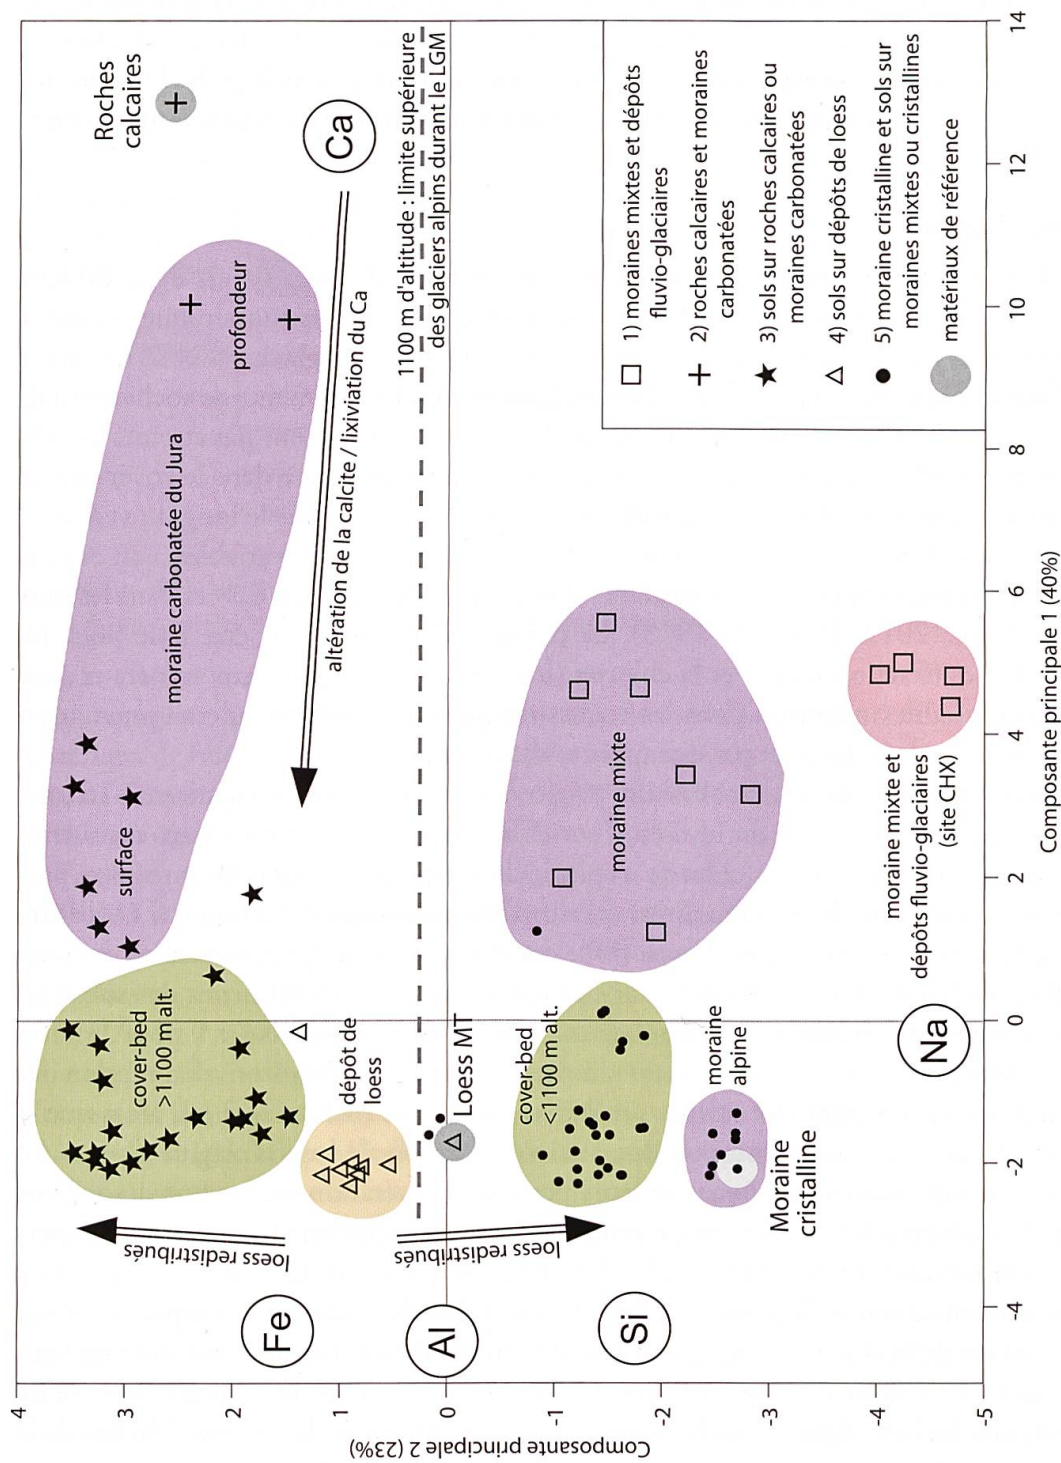 Roches
calcaires
Ca
profondeur
moraine carbonatée du Jura
surface
altération de la calcite / lixiviation du Ca
1100 m d'altitude : limite supérieure
des glaciers alpins durant le LGM
cover-bed
>1100 m alt.
dépôt de
loess
Loess MT
loess redistribués
loess redistribués
Fe
Al
Si
Na
cover-bed
<1100 m alt.
moraine
alpine
Moraine
cristalline
moraine mixte
moraine mixte et
dépôts fluvio-glaciaires
(site CHX)
1) moraines mixtes et dépôts
fluvio-glaciaires
2) roches calcaires et moraines
carbonatées
3) sols sur roches calcaires ou
moraines carbonatées
4) sols sur dépôts de loess
5) moraine cristalline et sols sur
moraines mixtes ou cristallines
matériaux de référence
4
3
2
1
0
-1
-2
-3
-4
-5
Composante principale 2 (23%)
-4
-2
0
2
4
6
8
10
12
14
Composante principale 1 (40%)